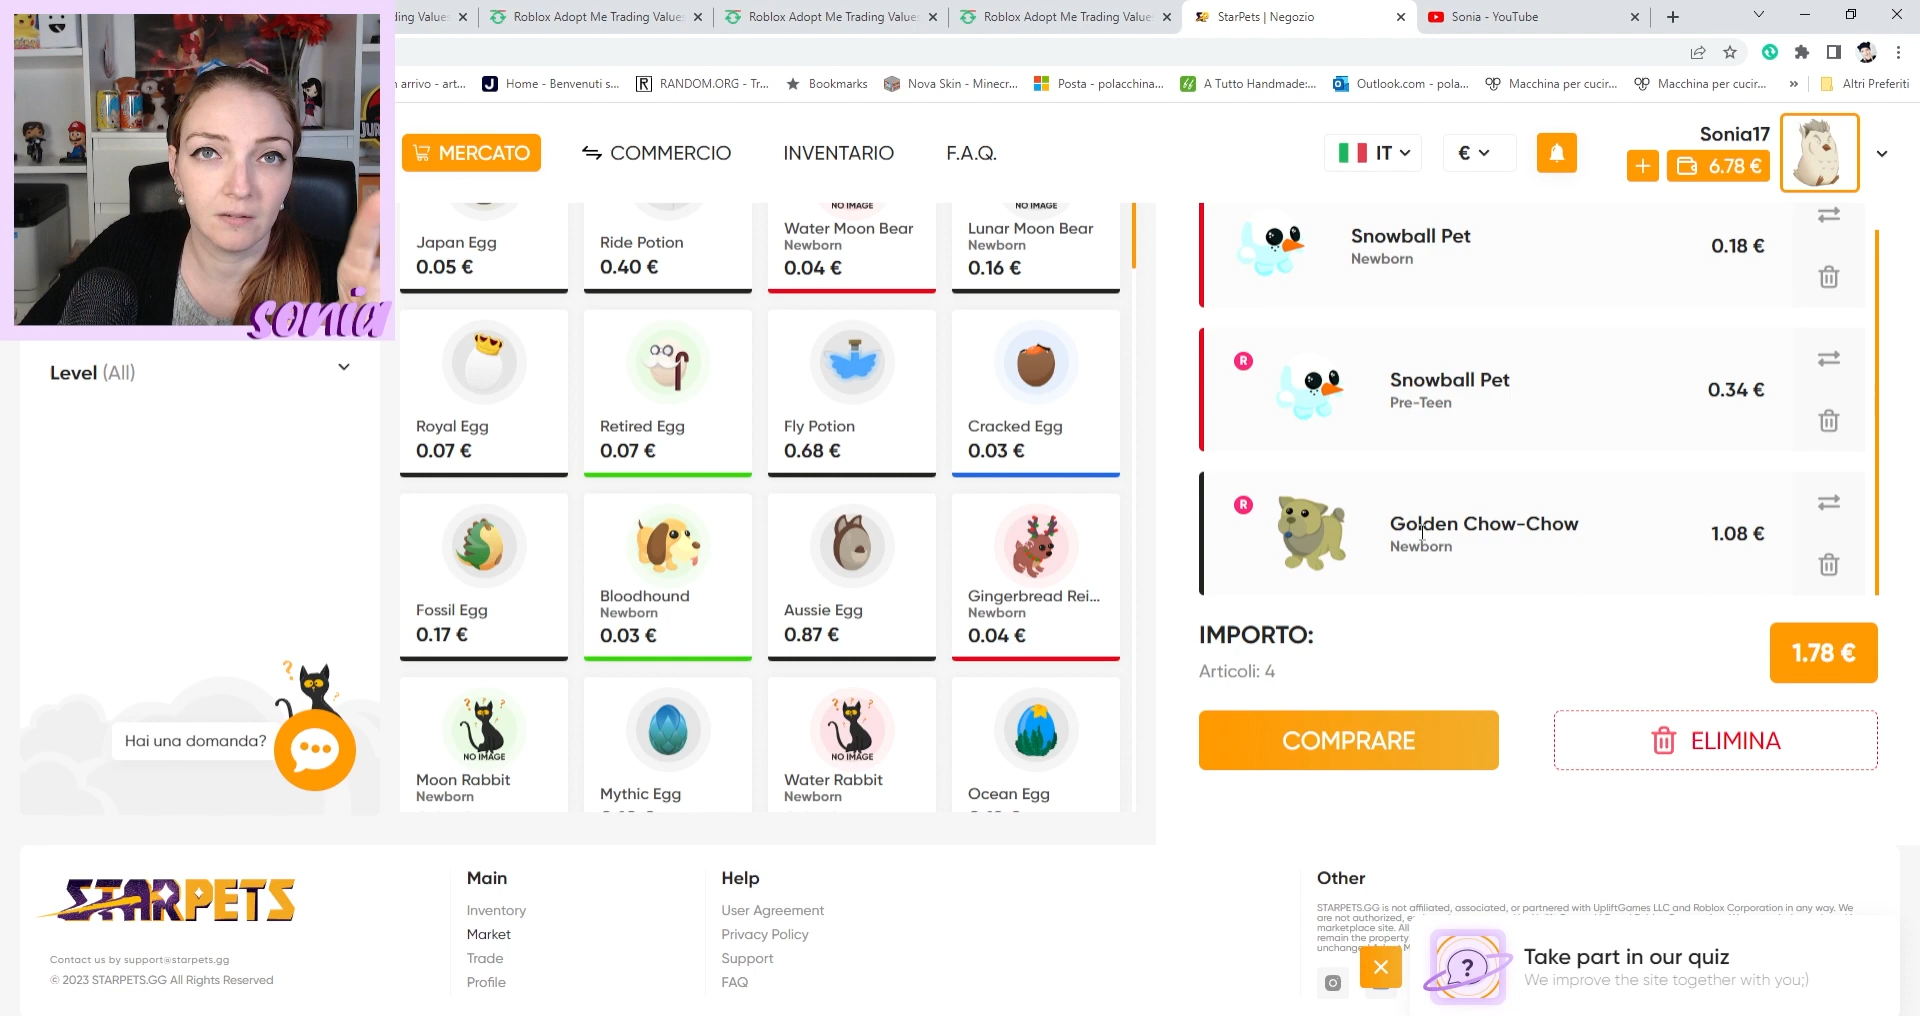 ding Values
Roblox Adopt Me Trading Value
Roblox Adopt Me Trading Value
Roblox Adopt Me Trading Value
StarPets | Negozio
Sonia - YouTube
n arrivo - art...
Home - Benvenuti s...
RANDOM.ORG - Tr...
Bookmarks
Nova Skin - Minecr...
Posta - polacchina...
A Tutto Handmade:...
Outlook.com - pola...
Macchina per cucir...
Macchina per cucir...
Altri Preferiti
MERCATO
COMMERCIO
INVENTARIO
F.A.Q.
IT
€
Sonia17
6.78 €
sonia
Level (All)
Hai una domanda?
Japan Egg
0.05 €
Ride Potion
0.40 €
NO IMAGE
Water Moon Bear
Newborn
0.04 €
NO IMAGE
Lunar Moon Bear
Newborn
0.16 €
Royal Egg
0.07 €
Retired Egg
0.07 €
Fly Potion
0.68 €
Cracked Egg
0.03 €
Fossil Egg
0.17 €
Bloodhound
Newborn
0.03 €
Aussie Egg
0.87 €
Gingerbread Rei...
Newborn
0.04 €
NO IMAGE
Moon Rabbit
Newborn
Mythic Egg
NO IMAGE
Water Rabbit
Newborn
Ocean Egg
Snowball Pet
Newborn
0.18 €
R
Snowball Pet
Pre-Teen
0.34 €
R
Golden Chow-Chow
Newborn
1.08 €
IMPORTO:
Articoli: 4
1.78 €
COMPRARE
ELIMINA
STARPETS
Contact us by support@starpets.gg
© 2023 STARPETS.GG All Rights Reserved
Main
Inventory
Market
Trade
Profile
Help
User Agreement
Privacy Policy
Support
FAQ
Other
STARPETS.GG is not affiliated, associated, or partnered with UpliftGames LLC and Roblox Corporation in any way. We
are not authorized,
marketplace site. All
remain the property
Take part in our quiz
We improve the site together with you;)